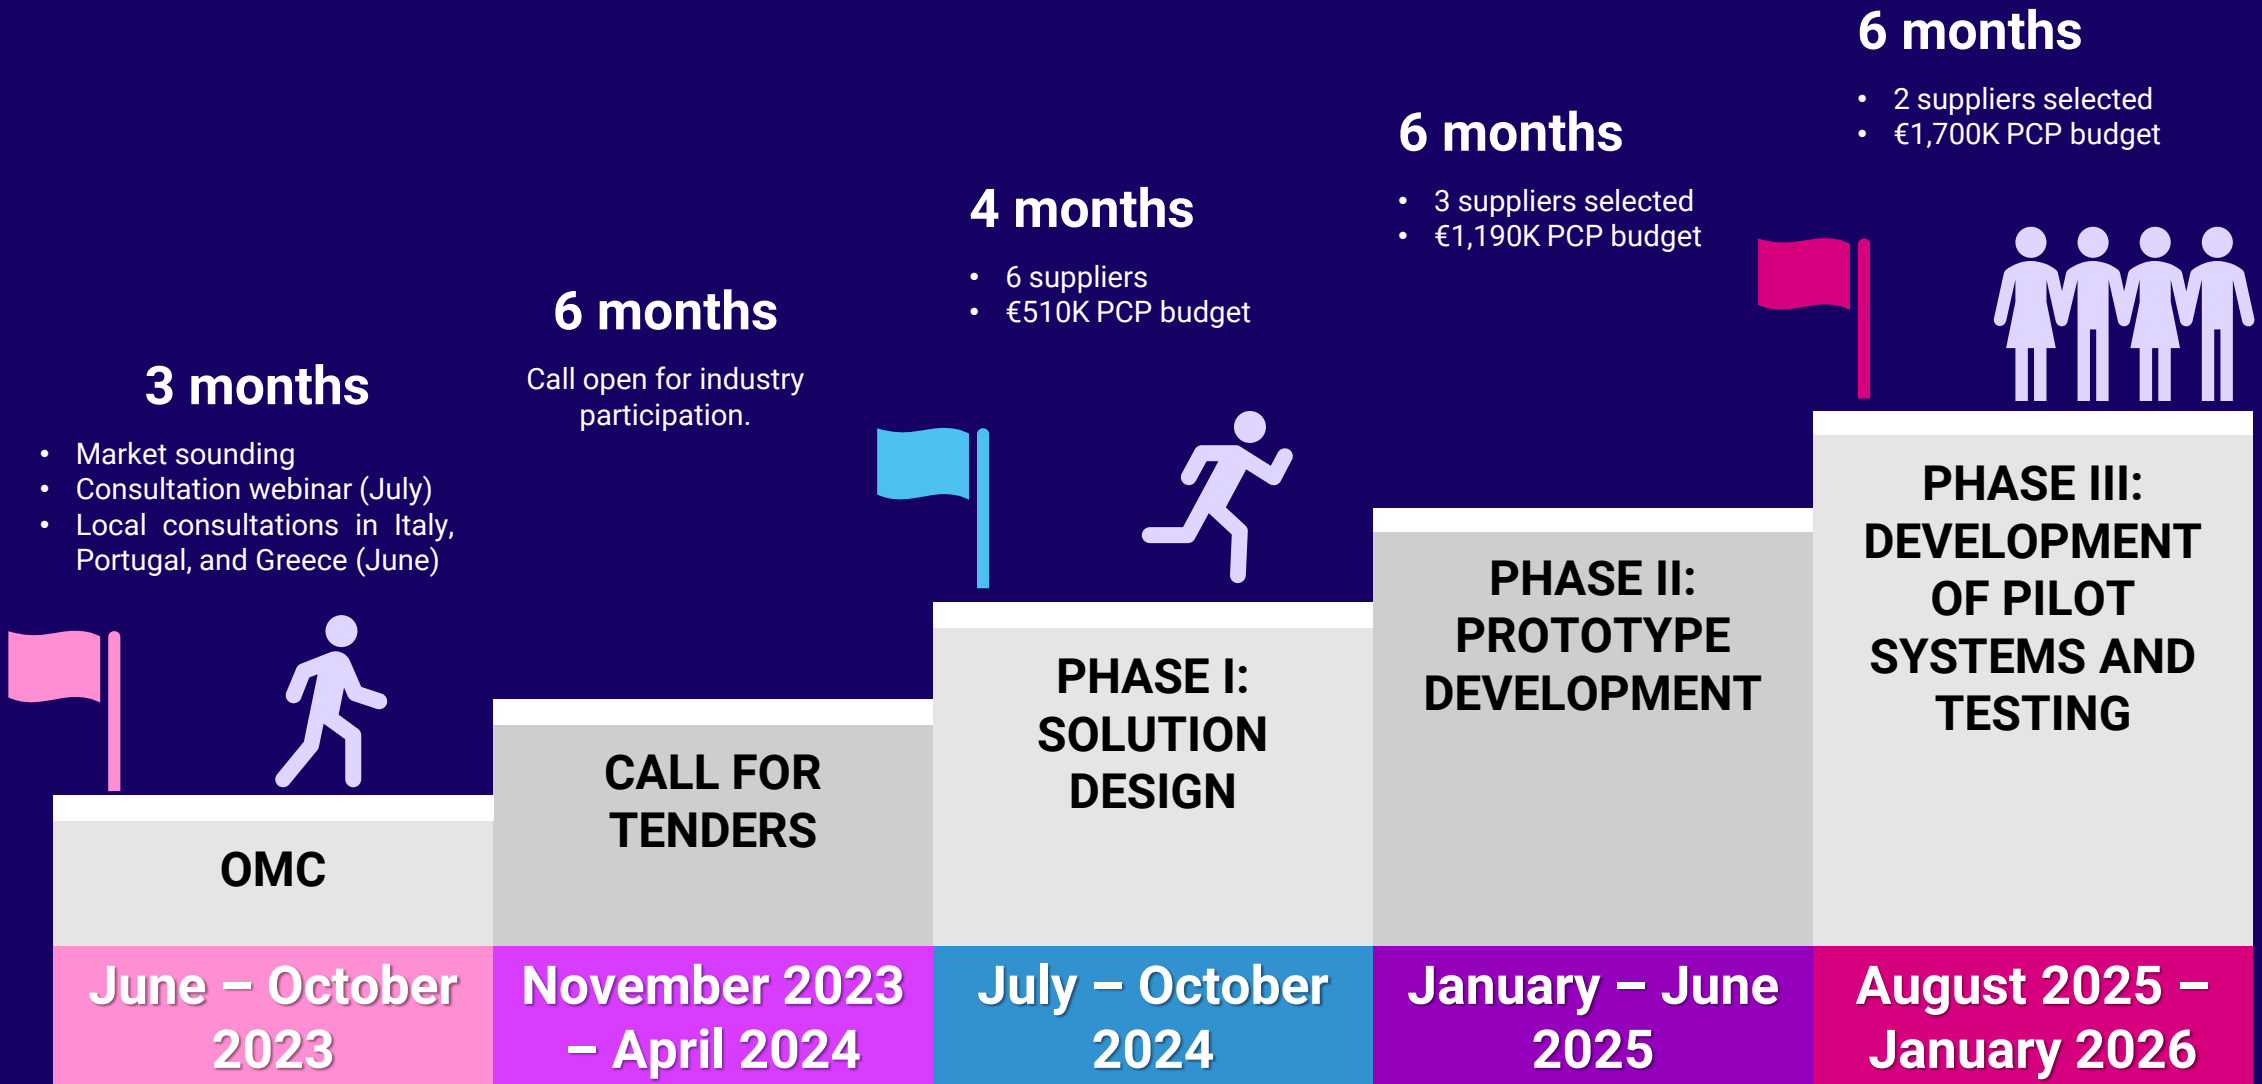 3 months
• Market sounding
• Consultation webinar (July)
• Local consultations in Italy,
Portugal, and Greece (June)
OMC
June – October
2023
6 months
Call open for industry
participation.
CALL FOR
TENDERS
November 2023
– April 2024
4 months
• 6 suppliers
• €510K PCP budget
PHASE I:
SOLUTION
DESIGN
July – October
2024
6 months
• 3 suppliers selected
• €1,190K PCP budget
PHASE II:
PROTOTYPE
DEVELOPMENT
January – June
2025
6 months
• 2 suppliers selected
• €1,700K PCP budget
PHASE III:
DEVELOPMENT
OF PILOT
SYSTEMS AND
TESTING
August 2025 –
January 2026